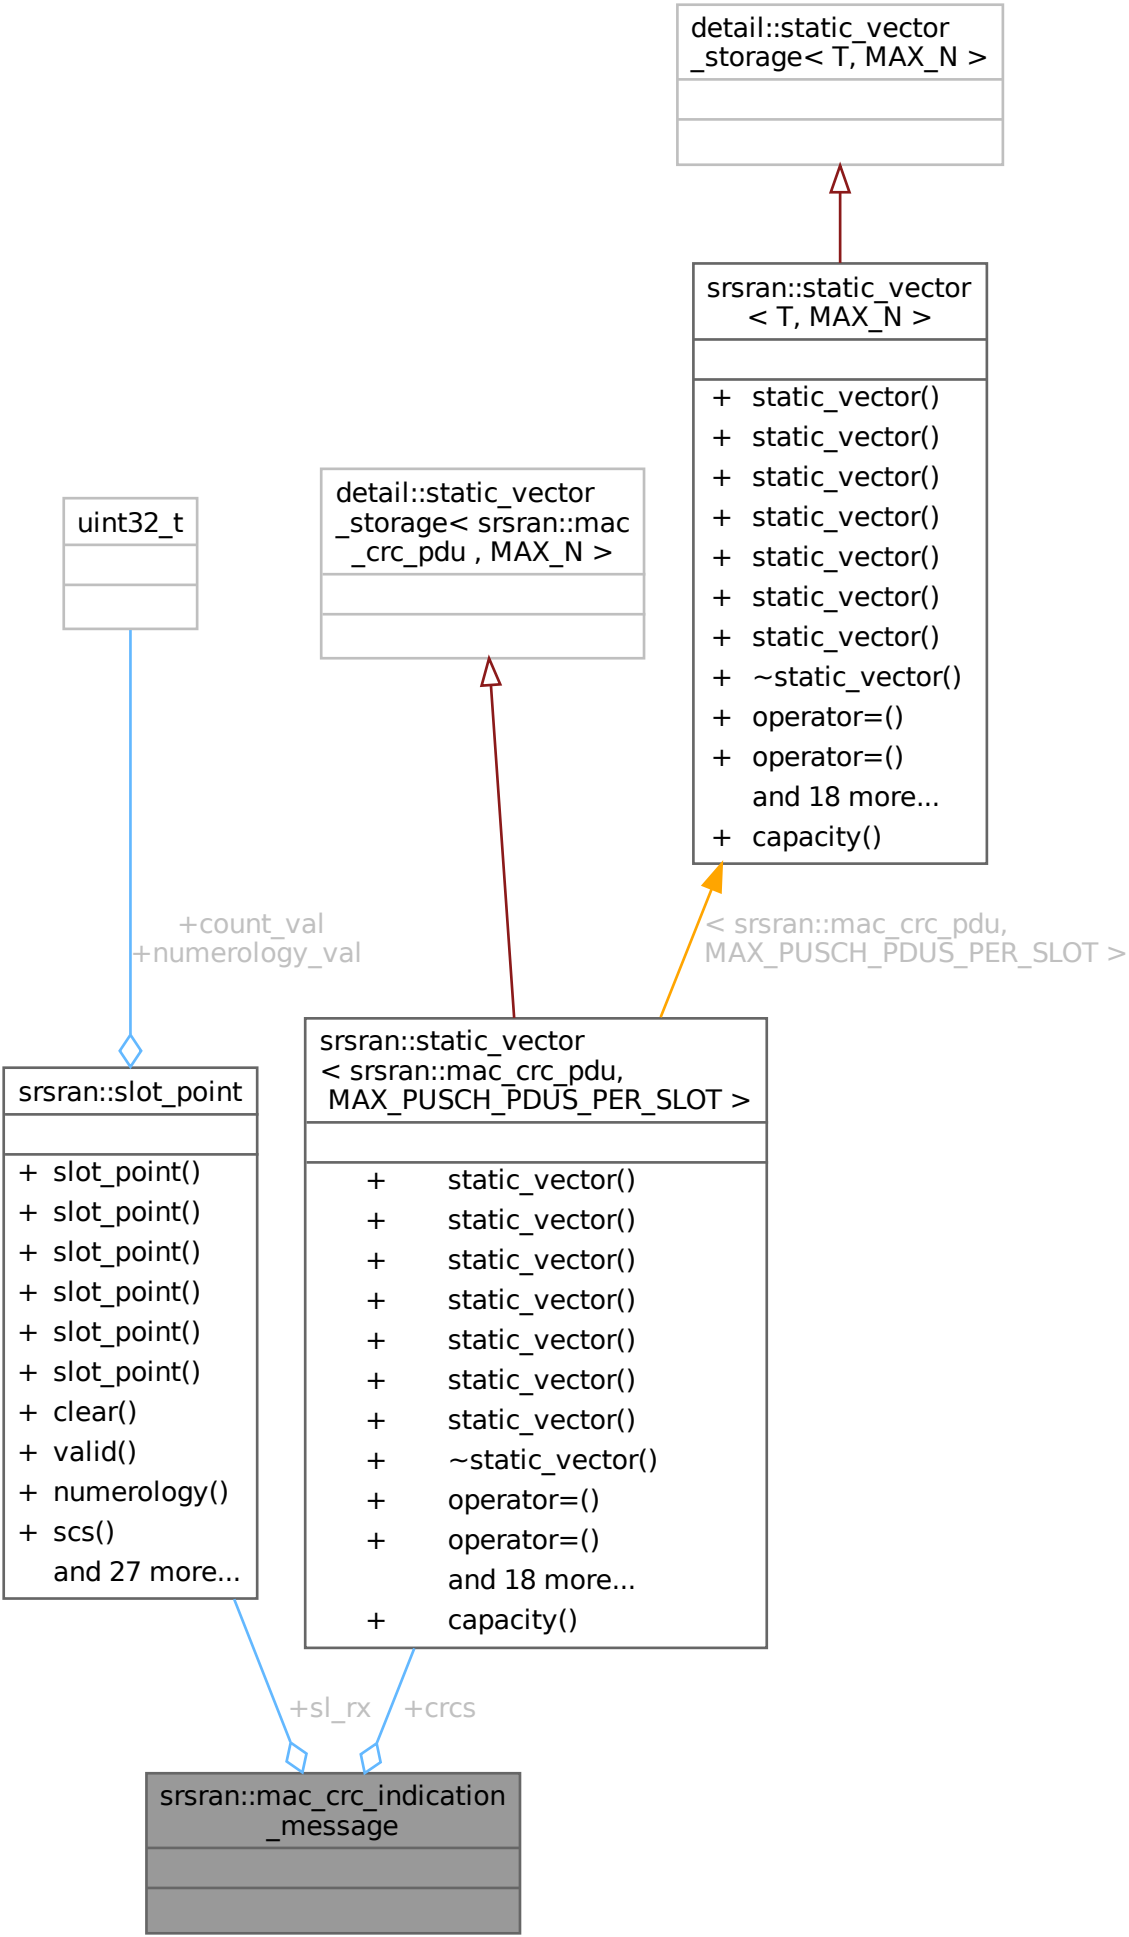 detail::static_vector
_storage< T, MAX_N >
srsran::static_vector
< T, MAX_N >
+ static_vector()
+ static_vector()
+ static_vector()
+ static_vector()
+ static_vector()
+ static_vector()
+ static_vector()
+ ~static_vector()
+ operator=()
+ operator=()
and 18 more...
+ capacity()
detail::static_vector
_storage< srsran::mac
_crc_pdu , MAX_N >
uint32_t
+count_val
+numerology_val
< srsran::mac_crc_pdu,
MAX_PUSCH_PDUS_PER_SLOT >
srsran::slot_point
+ slot_point()
+ slot_point()
+ slot_point()
+ slot_point()
+ slot_point()
+ slot_point()
+ clear()
+ valid()
+ numerology()
+ scs()
and 27 more...
srsran::static_vector
< srsran::mac_crc_pdu,
MAX_PUSCH_PDUS_PER_SLOT >
+ static_vector()
+ static_vector()
+ static_vector()
+ static_vector()
+ static_vector()
+ static_vector()
+ static_vector()
+ ~static_vector()
+ operator=()
+ operator=()
and 18 more...
+ capacity()
+sl_rx
+crcs
srsran::mac_crc_indication
_message